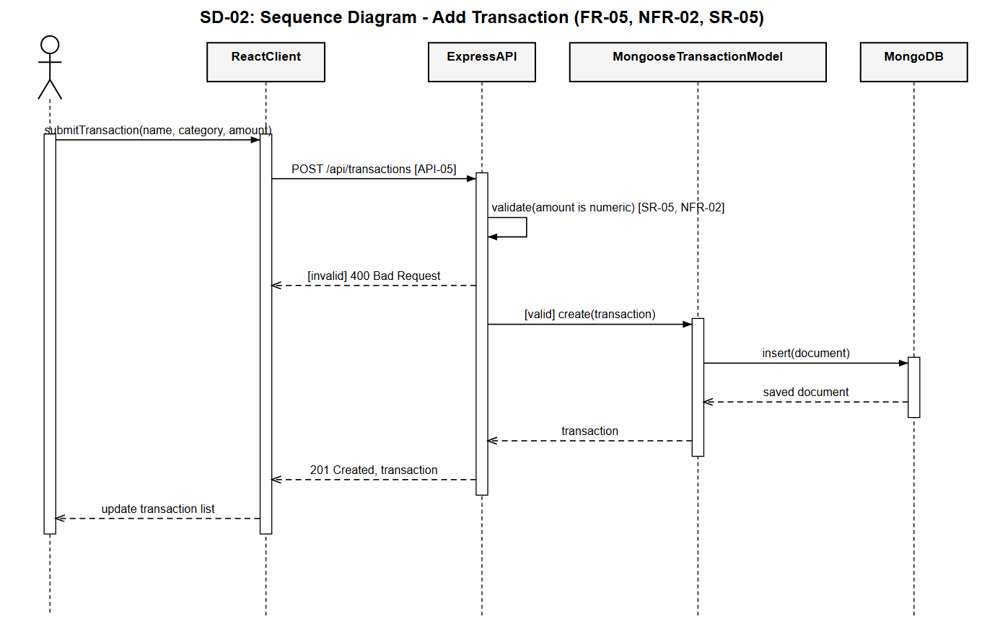 SD-02: Sequence Diagram - Add Transaction (FR-05, NFR-02, SR-05)
ReactClient
ExpressAPI
MongooseTransactionModel
MongoDB
submitTransaction(name, category, amount)
POST /api/transactions [API-05]
validate(amount is numeric) [SR-05, NFR-02]
[invalid] 400 Bad Request
[valid] create(transaction)
insert(document)
saved document
transaction
201 Created, transaction
update transaction list